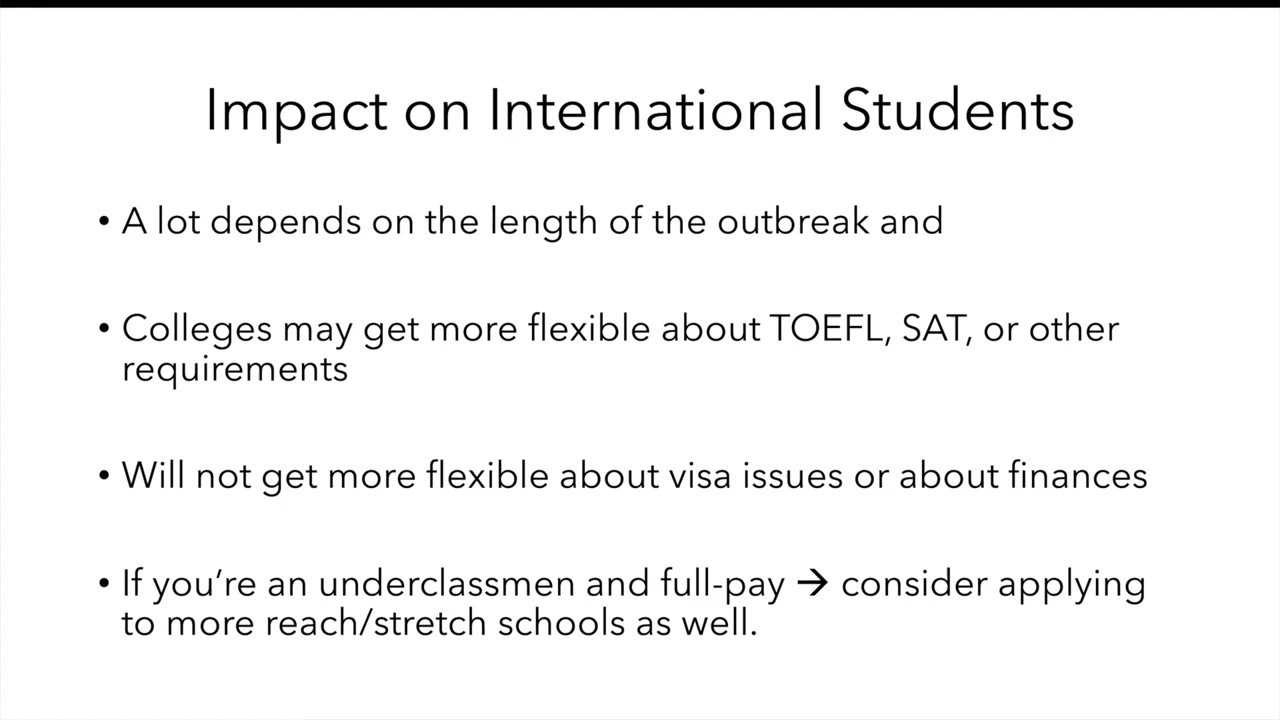 Impact on International Students
• A lot depends on the length of the outbreak and
• Colleges may get more flexible about TOEFL, SAT, or other
requirements
• Will not get more flexible about visa issues or about finances
• If you’re an underclassmen and full-pay → consider applying
to more reach/stretch schools as well.